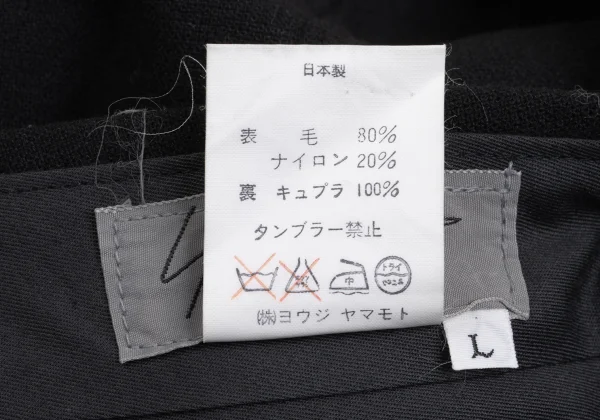 日本製
表 毛 80%
ナイロン 20%
裏 キュプラ 100%
タンブラー禁止
中 ドライ
㈱ヨウジ ヤマモト
L